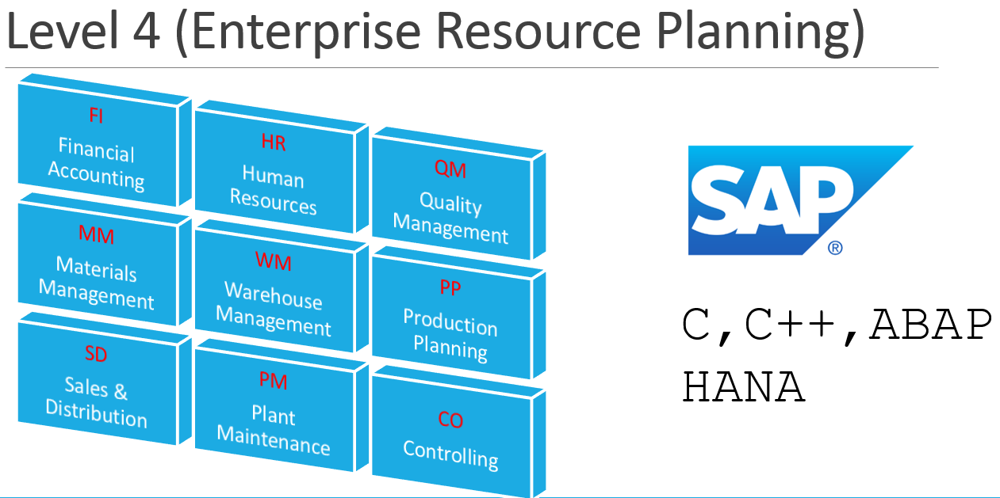 Level 4 (Enterprise Resource Planning)
FI
Financial
Accounting
HR
Human
Resources
QM
Quality
Management
MM
Materials
Management
WM
Warehouse
Management
PP
Production
Planning
SD
Sales &
Distribution
PM
Plant
Maintenance
CO
Controlling
SAP
®
C,C++,ABAP
HANA